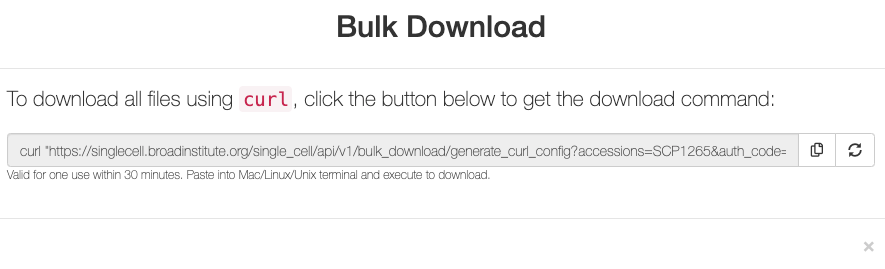 Bulk Download
To download all files using curl, click the button below to get the download command:
curl "https://singlecell.broadinstitute.org/single_cell/api/v1/bulk_download/generate_curl_config?accessions=SCP1265&auth_code=
Valid for one use within 30 minutes. Paste into Mac/Linux/Unix terminal and execute to download.
×